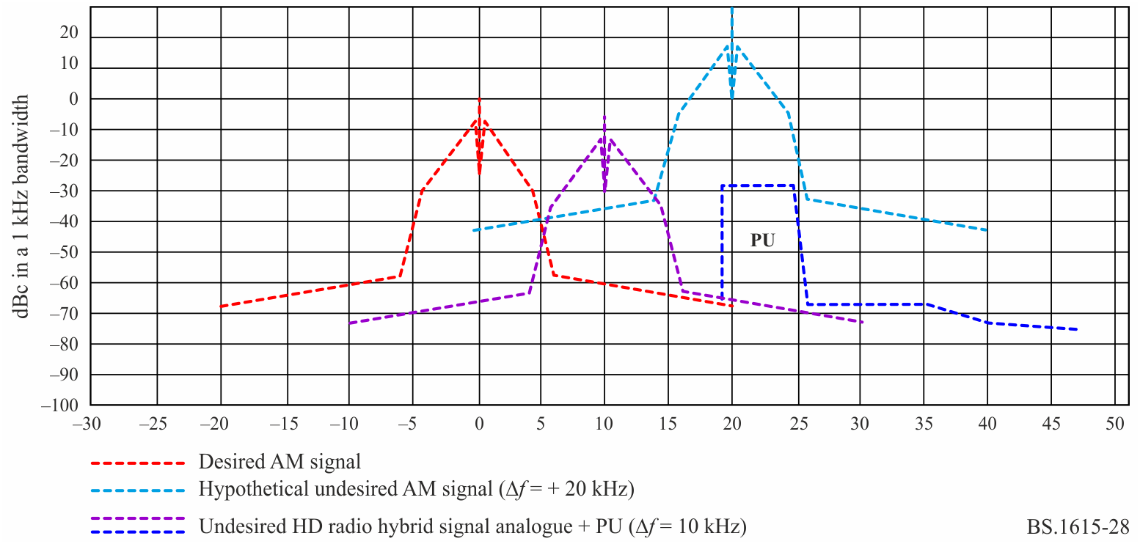 dBc in a 1 kHz bandwidth
20
10
0
–10
–20
–30
–40
–50
–60
–70
–80
–90
–100
PU
–30 –25 –20 –15 –10 –5 0 5 10 15 20 25 30 35 40 45 50
Desired AM signal
Hypothetical undesired AM signal (Δf = + 20 kHz)
Undesired HD radio hybrid signal analogue + PU (Δf = 10 kHz)
BS.1615-28